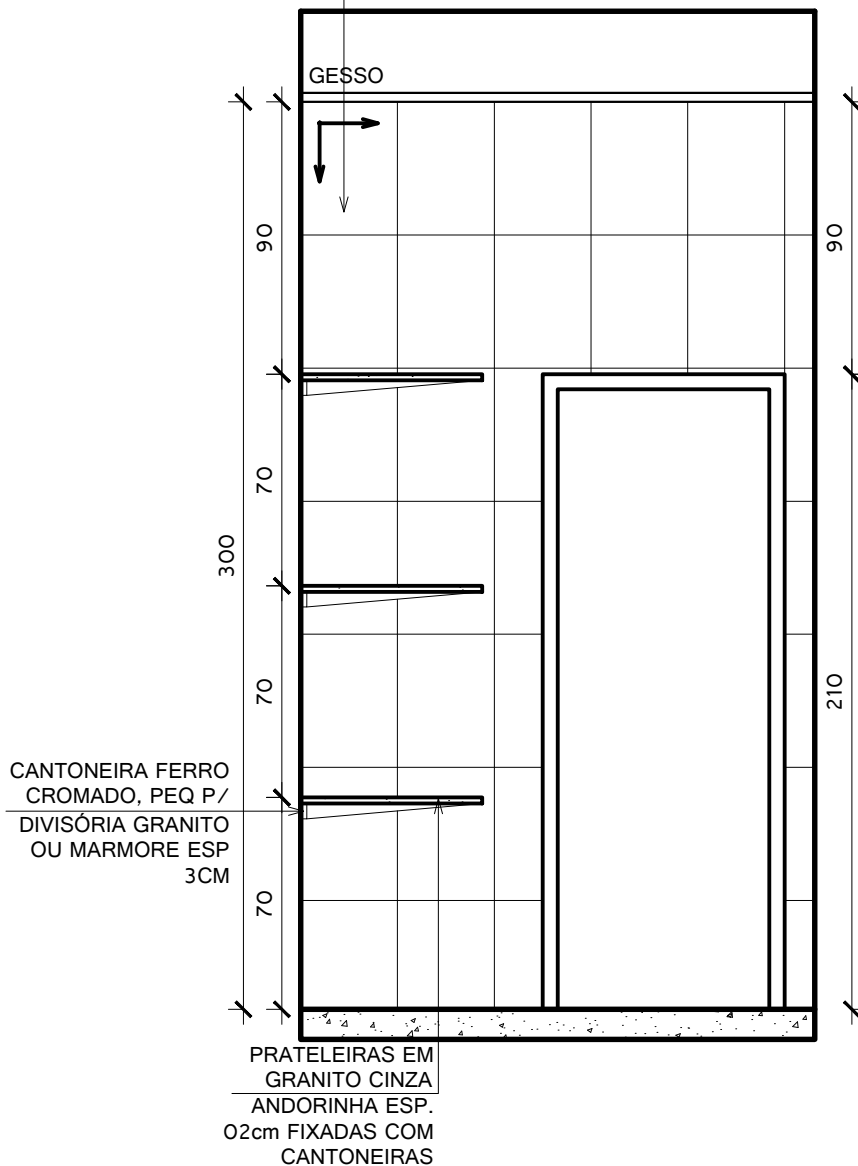 GESSO
90
90
70
300
70
210
CANTONEIRA FERRO
CROMADO, PEQ P/
DIVISÓRIA GRANITO
OU MARMORE ESP
3CM
70
PRATELEIRAS EM
GRANITO CINZA
ANDORINHA ESP.
02cm FIXADAS COM
CANTONEIRAS